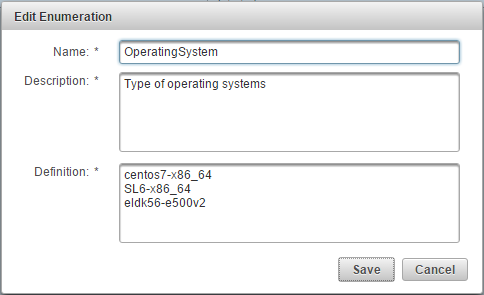 Edit Enumeration
Name: * OperatingSystem
Description: * Type of operating systems
Definition: * centos7-x86_64
SL6-x86_64
eldk56-e500v2
Save Cancel